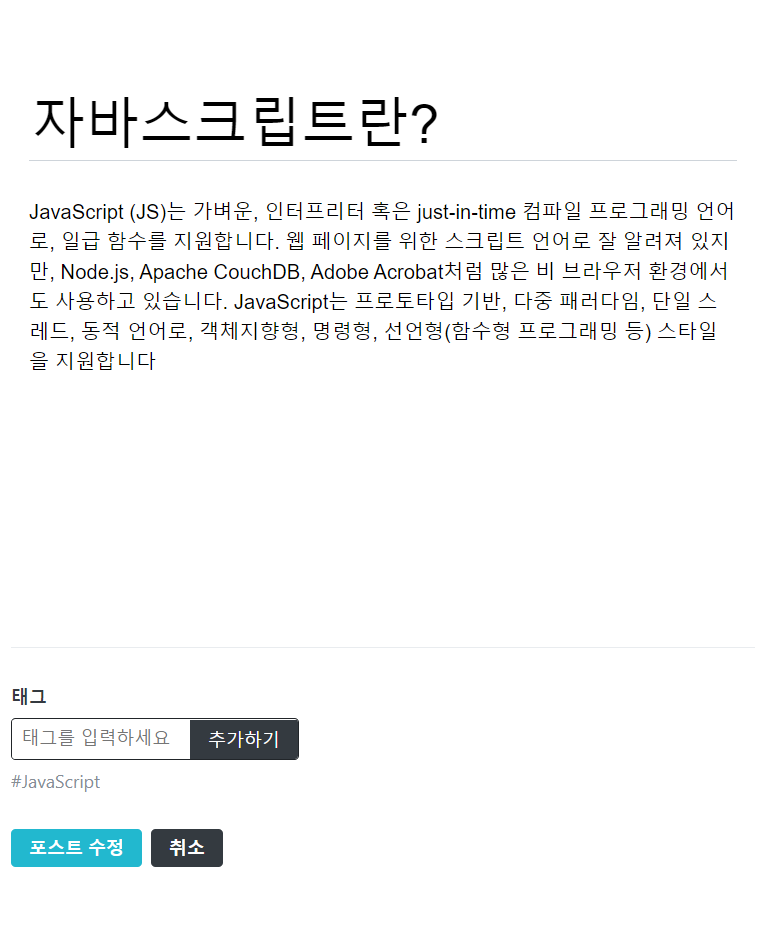 자바스크립트란?
JavaScript (JS)는 가벼운, 인터프리터 혹은 just-in-time 컴파일 프로그래밍 언어
로, 일급 함수를 지원합니다. 웹 페이지를 위한 스크립트 언어로 잘 알려져 있지
만, Node.js, Apache CouchDB, Adobe Acrobat처럼 많은 비 브라우저 환경에서
도 사용하고 있습니다. JavaScript는 프로토타입 기반, 다중 패러다임, 단일 스
레드, 동적 언어로, 객체지향형, 명령형, 선언형(함수형 프로그래밍 등) 스타일
을 지원합니다
태그
태그를 입력하세요 추가하기
#JavaScript
포스트 수정 취소